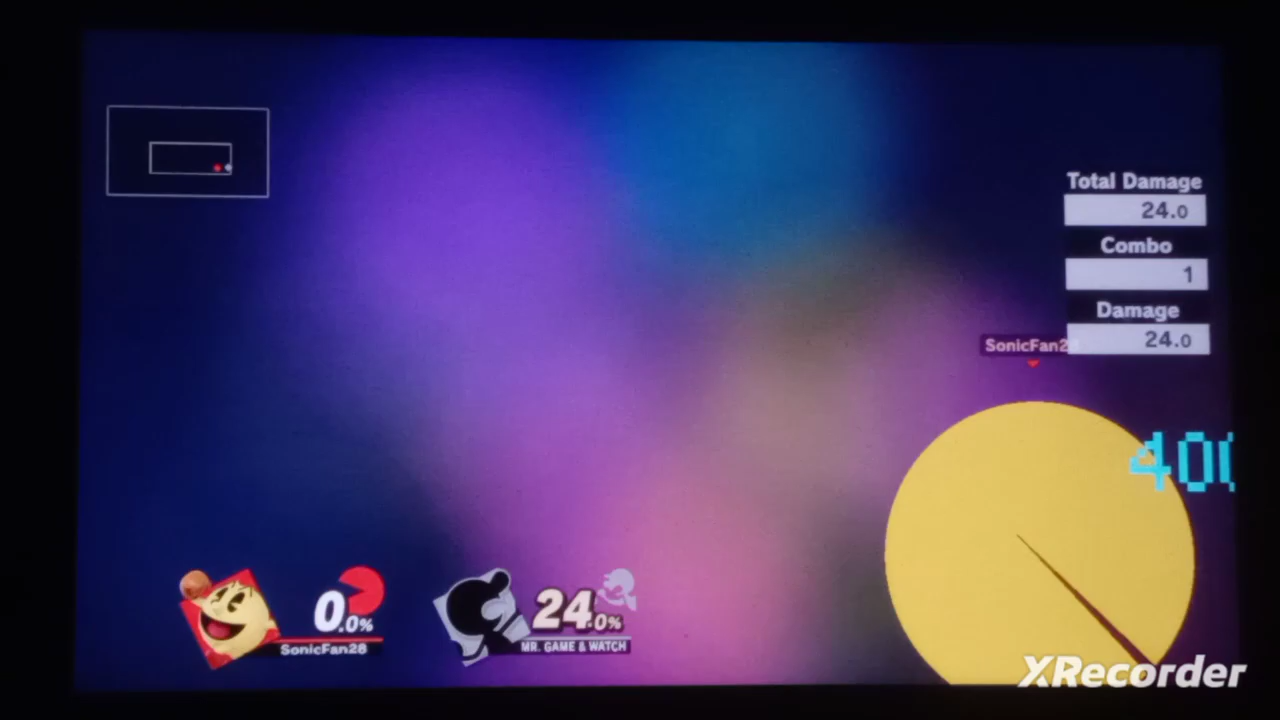 Total Damage
24.0
Combo
1
Damage
24.0
SonicFan2
400
0.0%
SonicFan28
24.0%
MR. GAME & WATCH
XRecorder